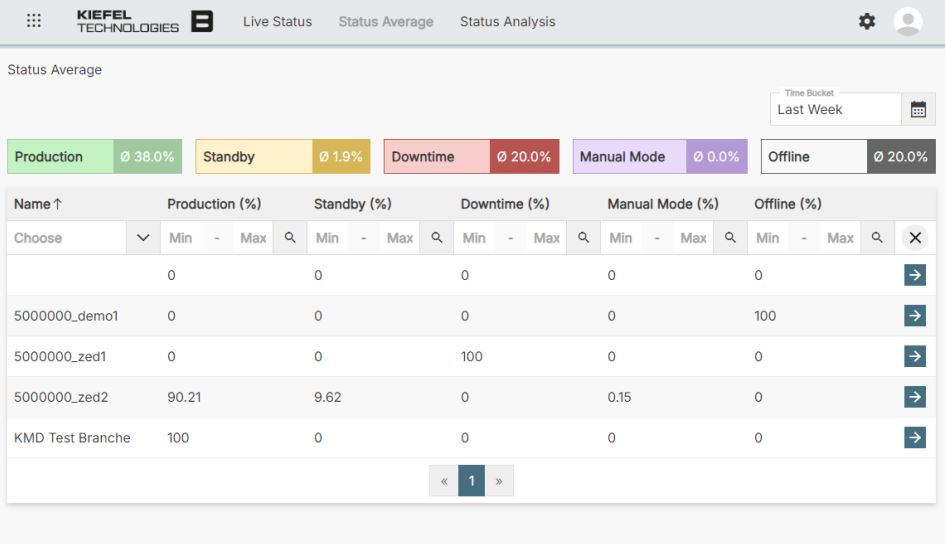 KIEFEL TECHNOLOGIES B Live Status Status Average Status Analysis
Status Average
Time Bucket
Last Week
Production Ø 38.0% Standby Ø 1.9% Downtime Ø 20.0% Manual Mode Ø 0.0% Offline Ø 20.0%
Name↑ Production (%) Standby (%) Downtime (%) Manual Mode (%) Offline (%)
Choose Min - Max Min - Max Min - Max Min - Max Min - Max
0 0 0 0 0
5000000_demo1 0 0 0 0 100
5000000_zed1 0 0 100 0 0
5000000_zed2 90.21 9.62 0 0.15 0
KMD Test Branche 100 0 0 0 0
« 1 »